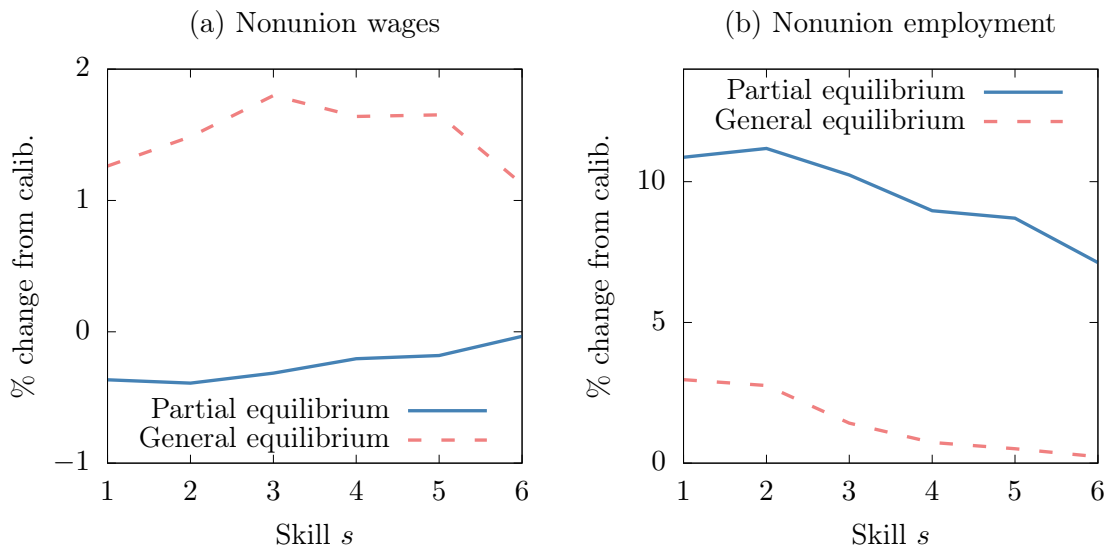 (a) Nonunion wages
% change from calib.
2
1
0
−1
Partial equilibrium
General equilibrium
1 2 3 4 5 6
Skill s
(b) Nonunion employment
% change from calib.
10
5
0
Partial equilibrium
General equilibrium
1 2 3 4 5 6
Skill s